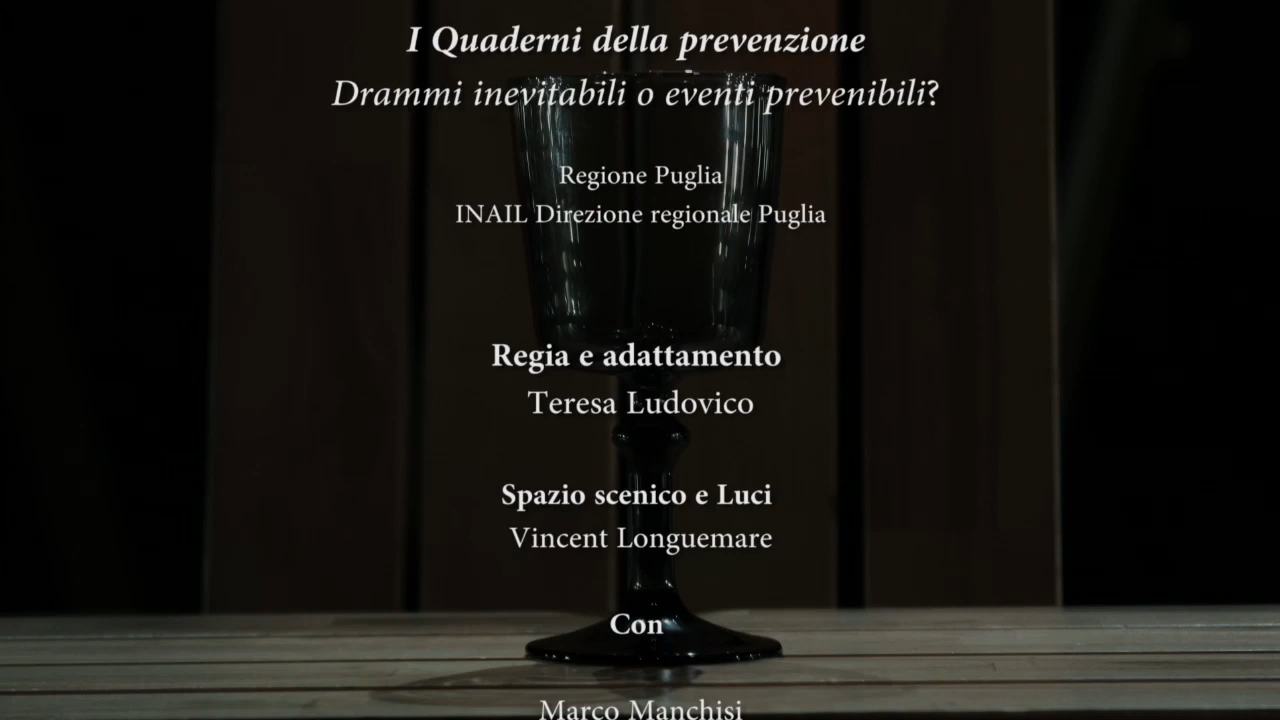 I Quaderni della prevenzione
Drammi inevitabili o eventi prevenibili?
Regione Puglia
INAIL Direzione regionale Puglia
Regia e adattamento
Teresa Ludovico
Spazio scenico e Luci
Vincent Longuemare
Con
Marco Manchisi